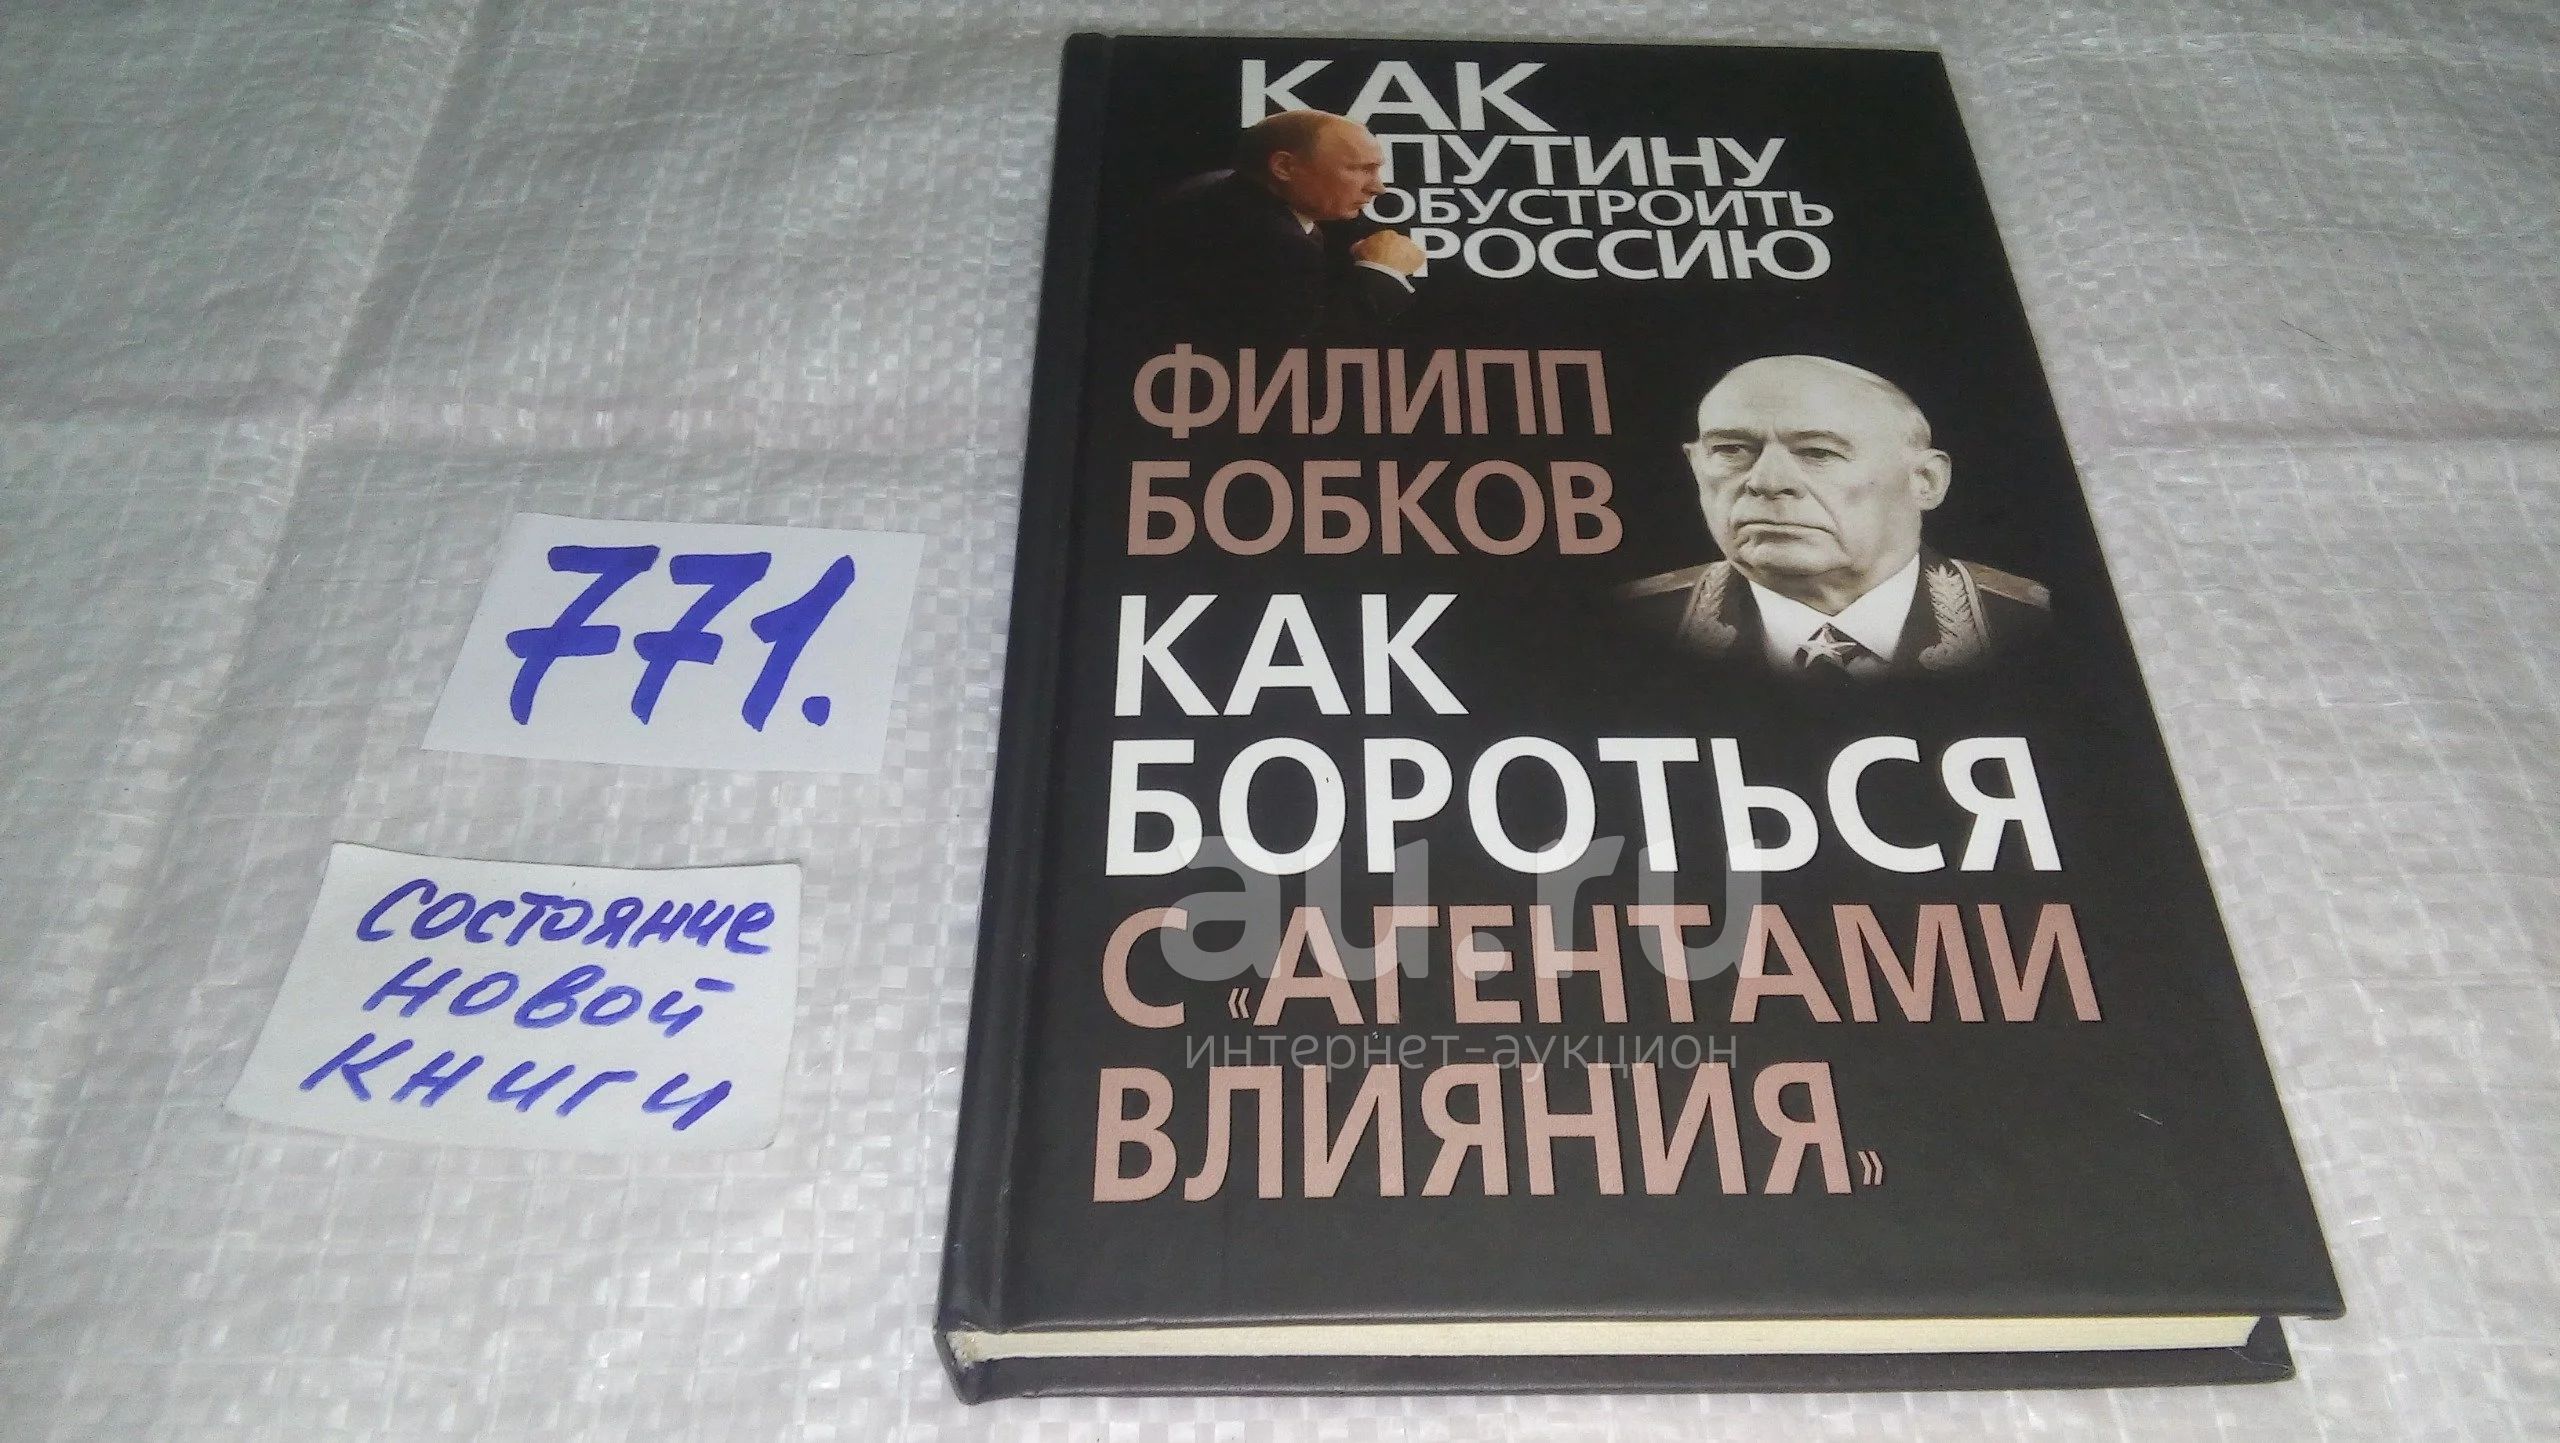 КАК
ПУТИНУ
ОБУСТРОИТЬ
РОССИЮ
ФИЛИПП
БОБКОВ
КАК
БОРОТЬСЯ
С «АГЕНТАМИ
ВЛИЯНИЯ»
771.
состояние
новой
книги
au.ru
интернет-аукцион